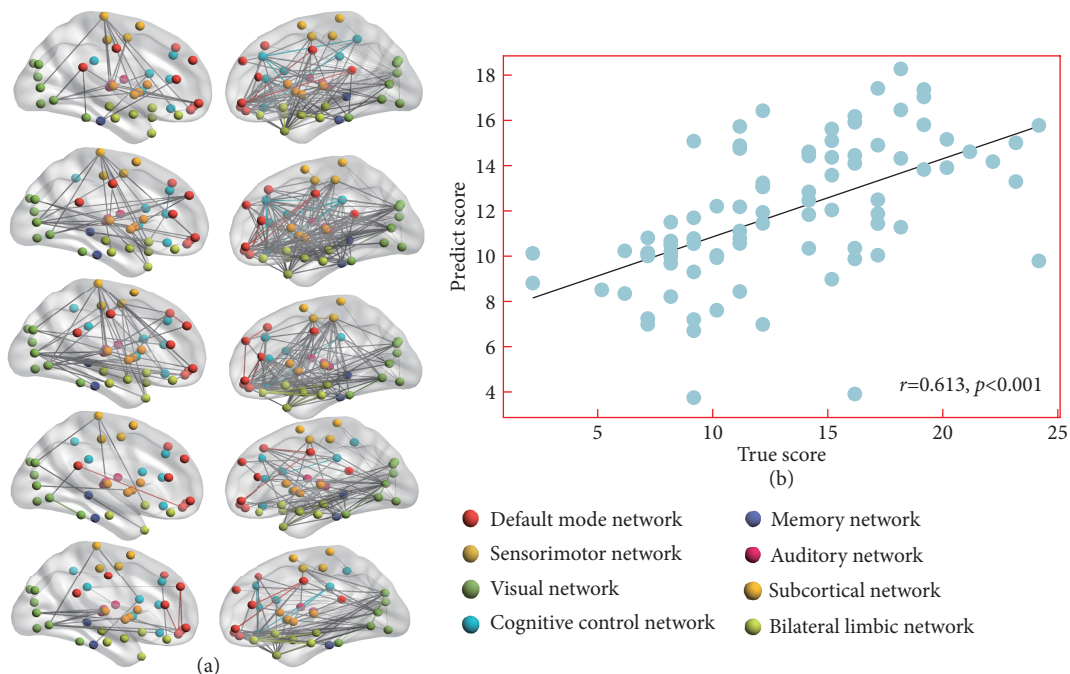 (a)
18
16
14
12
10
8
6
4
Predict score
r=0.613, p<0.001
5 10 15 20 25
True score
(b)
Default mode network
Sensorimotor network
Visual network
Cognitive control network
Memory network
Auditory network
Subcortical network
Bilateral limbic network